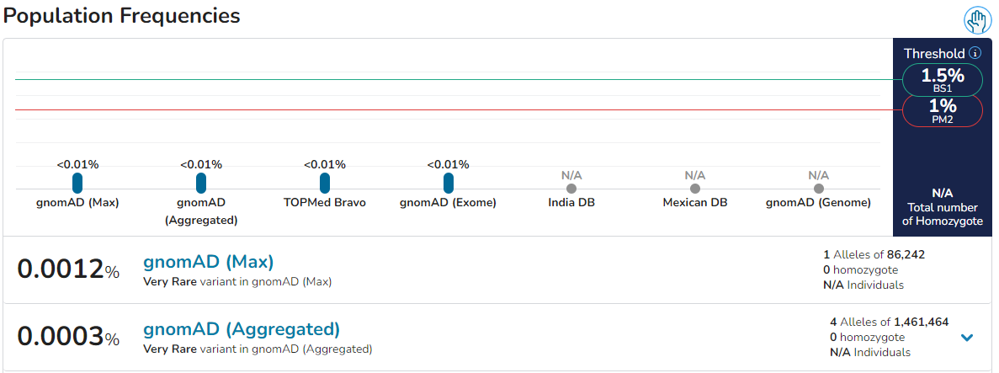 Population Frequencies
Threshold i
1.5%
BS1
1%
PM2
<0.01%
<0.01%
<0.01%
<0.01%
N/A
N/A
N/A
gnomAD (Max)
gnomAD
(Aggregated)
TOPMed Bravo
gnomAD (Exome)
India DB
Mexican DB
gnomAD (Genome)
N/A
Total number
of Homozygote
0.0012%
gnomAD (Max)
Very Rare variant in gnomAD (Max)
1 Alleles of 86,242
0 homozygote
N/A Individuals
0.0003%
gnomAD (Aggregated)
Very Rare variant in gnomAD (Aggregated)
4 Alleles of 1,461,464
0 homozygote
N/A Individuals